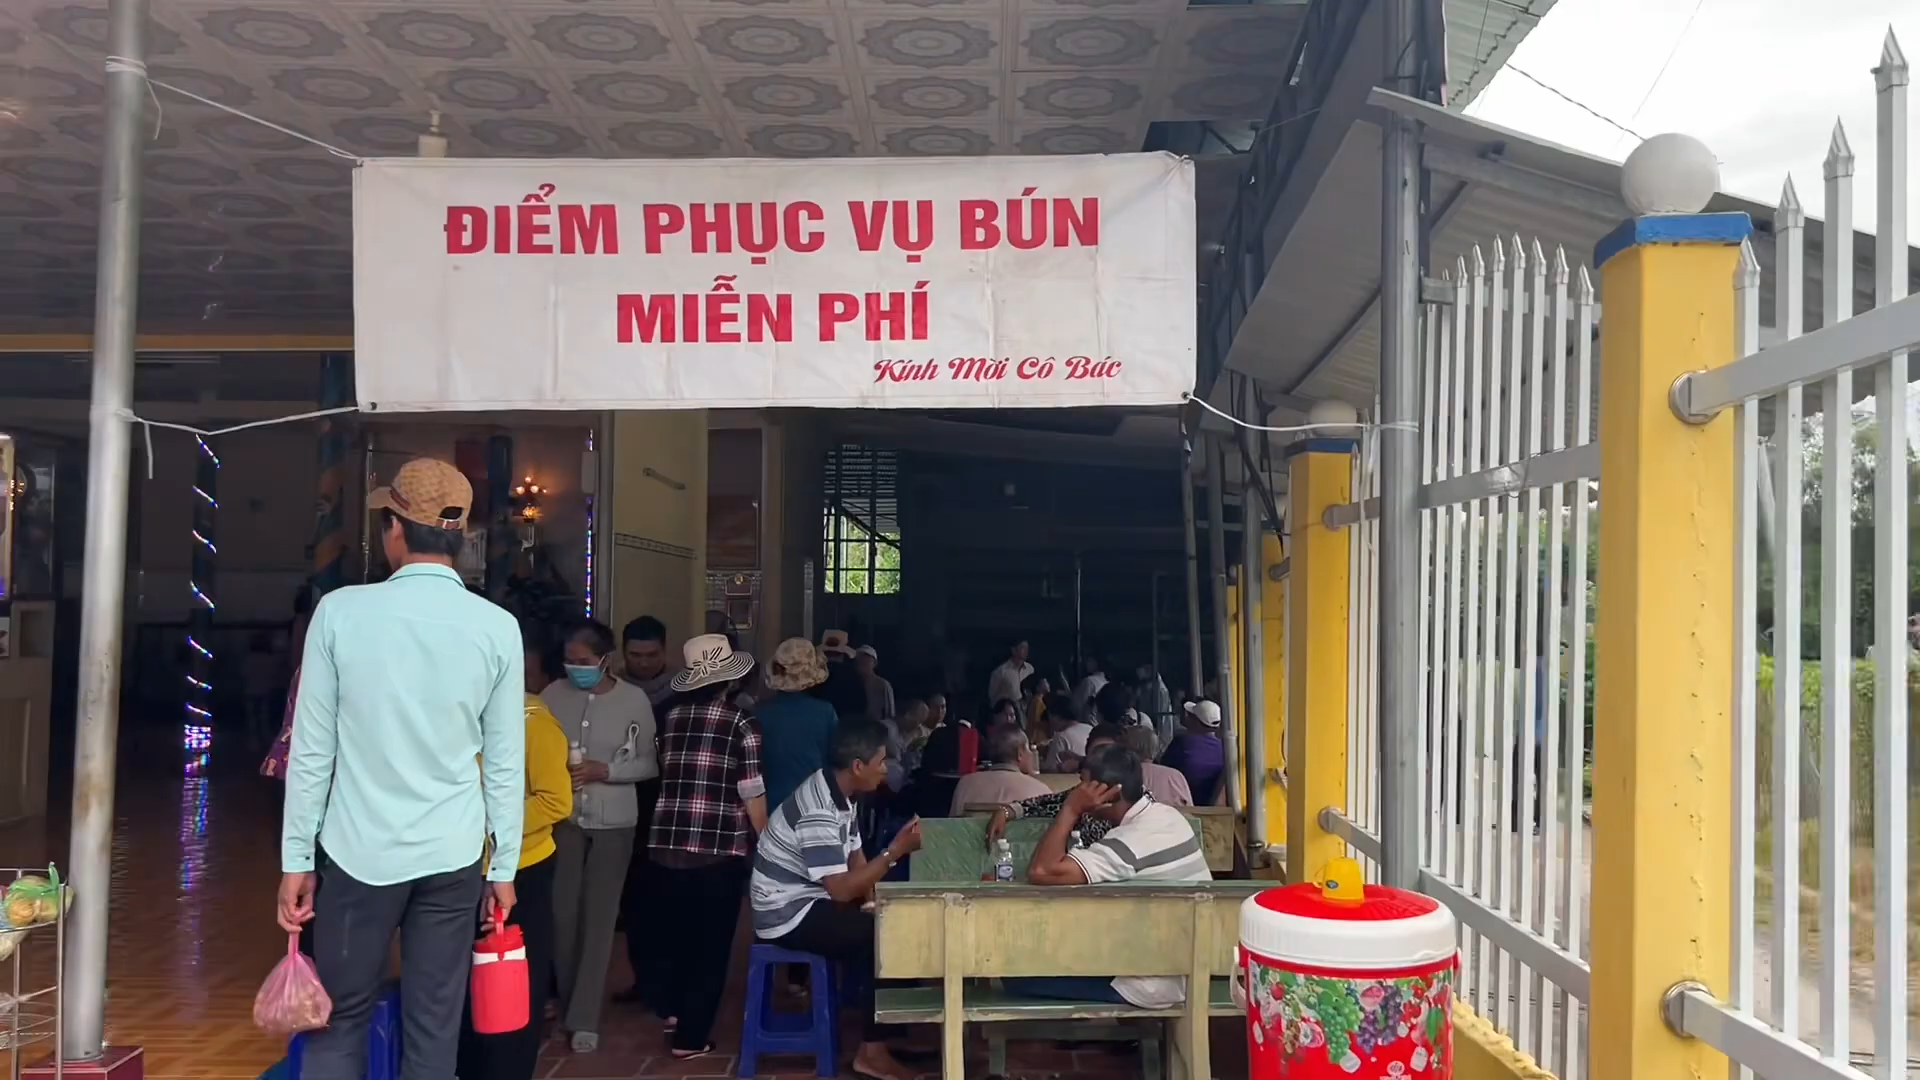 ĐIỂM PHỤC VỤ BÚN
MIỄN PHÍ
Kính Mời Cô Bác